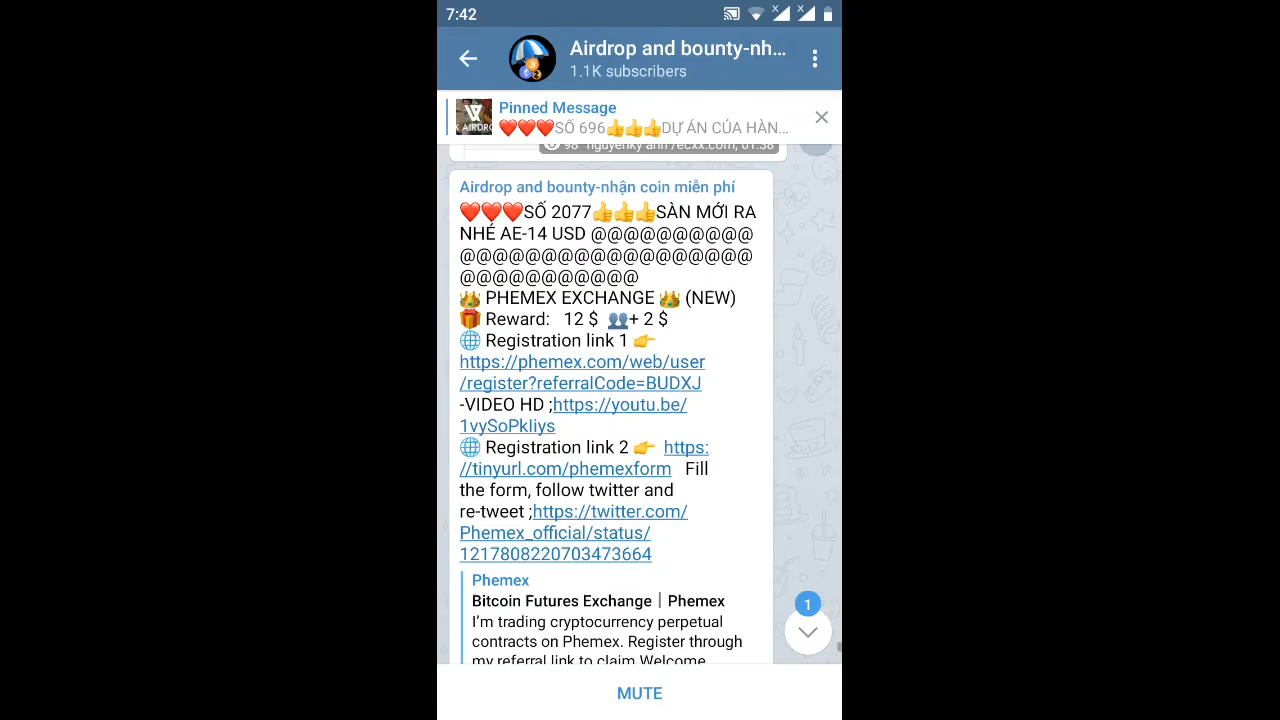 7:42
Airdrop and bounty-nh...
1.1K subscribers
Pinned Message
❤️❤️❤️SỐ 696👍👍👍DỰ ÁN CỦA HÀN...
98 nguyenky anh /ecxx.com, 01:38
Airdrop and bounty-nhận coin miễn phí
❤️❤️❤️SỐ 2077👍👍👍SÀN MỚI RA
NHÉ AE-14 USD @@@@@@@@@@
@@@@@@@@@@@@@@@@@@
@@@@@@@@@@@
👑 PHEMEX EXCHANGE 👑 (NEW)
🎁 Reward: 12 $ 👥+ 2 $
🌐 Registration link 1 👉
https://phemex.com/web/user
/register?referralCode=BUDXJ
-VIDEO HD ;https://youtu.be/
1vySoPkIiys
🌐 Registration link 2 👉 https:
//tinyurl.com/phemexform Fill
the form, follow twitter and
re-tweet ;https://twitter.com/
Phemex_official/status/
1217808220703473664
Phemex
Bitcoin Futures Exchange | Phemex
I'm trading cryptocurrency perpetual
contracts on Phemex. Register through
my referral link to claim Welcome
1
MUTE